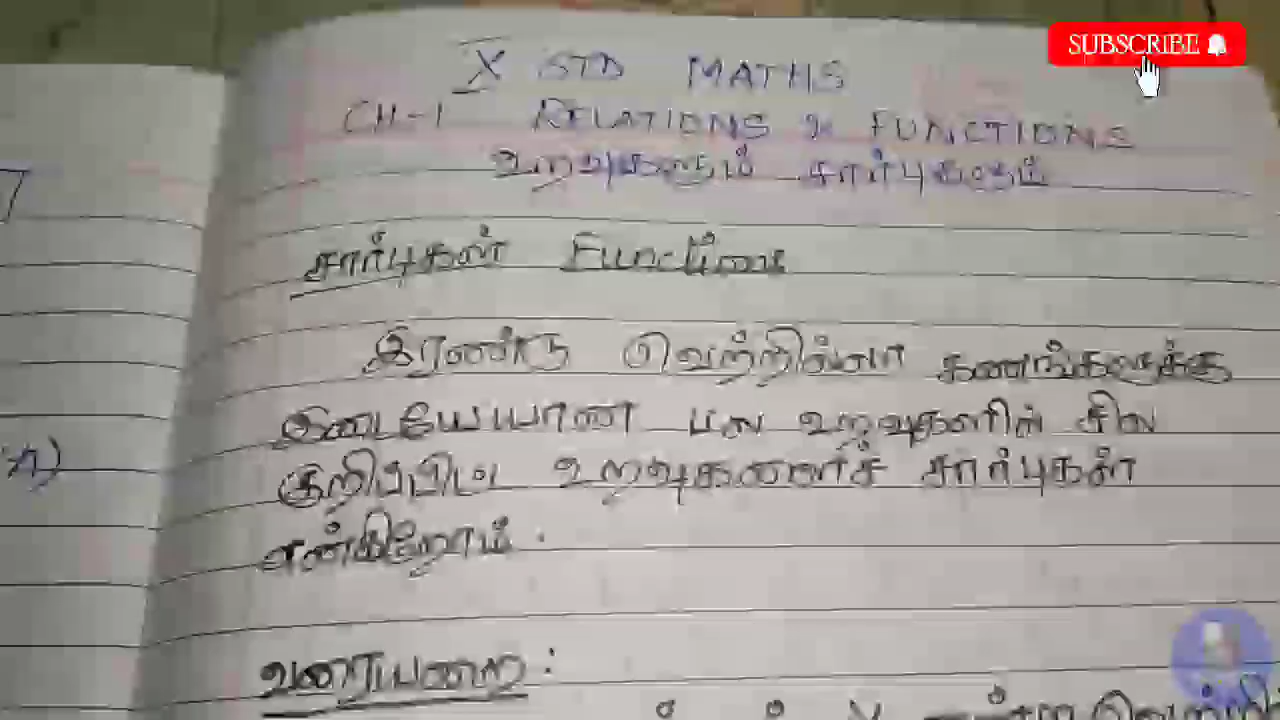 SUBSCRIBE
X STD MATHS
CH-1 RELATIONS & FUNCTIONS
உறவுகளும் சார்புகளும்
சார்புகள் Functions
இரண்டு வெற்றில்லா கணங்களுக்கு
இடையேயான பல உறவுகளில் சில
குறிப்பிட்ட உறவுகளைச் சார்புகள்
என்கிறோம்.
வரையறை :